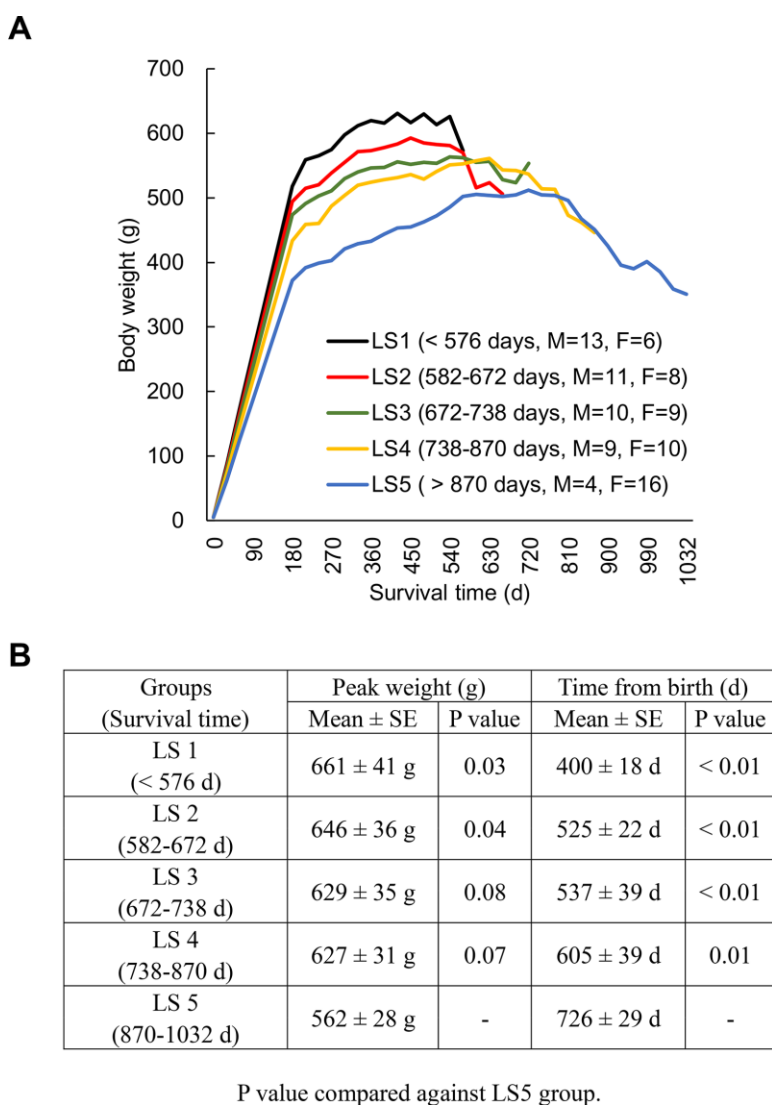 A
700
600
500
400
300
200
100
0
Body weight (g)
LS1 (< 576 days, M=13, F=6)
LS2 (582-672 days, M=11, F=8)
LS3 (672-738 days, M=10, F=9)
LS4 (738-870 days, M=9, F=10)
LS5 ( > 870 days, M=4, F=16)
0 90 180 270 360 450 540 630 720 810 900 990 1032
Survival time (d)
B
Groups (Survival time) Peak weight (g) Time from birth (d)
Mean ± SE P value Mean ± SE P value
LS 1
(< 576 d) 661 ± 41 g 0.03 400 ± 18 d < 0.01
LS 2
(582-672 d) 646 ± 36 g 0.04 525 ± 22 d < 0.01
LS 3
(672-738 d) 629 ± 35 g 0.08 537 ± 39 d < 0.01
LS 4
(738-870 d) 627 ± 31 g 0.07 605 ± 39 d 0.01
LS 5
(870-1032 d) 562 ± 28 g - 726 ± 29 d -
P value compared against LS5 group.